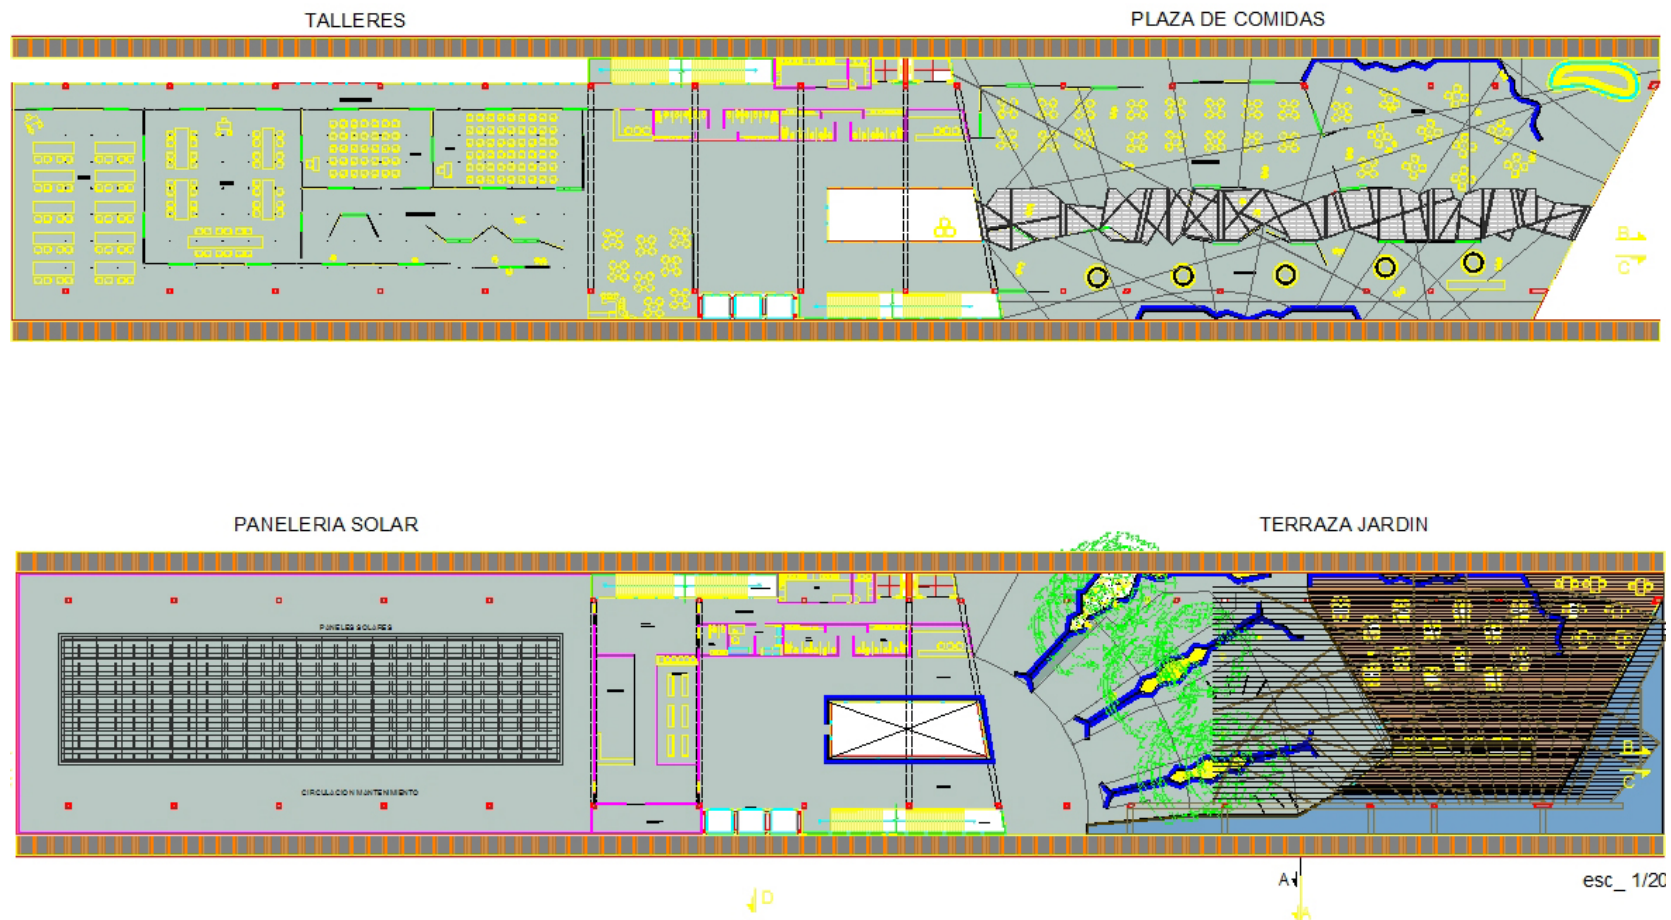 TALLERES
PLAZA DE COMIDAS
B
C
PANELERIA SOLAR
TERRAZA JARDIN
PANELES SOLARES
B
C
CIRCULACION MANTENIMIENTO
A
esc_ 1/20
D
A